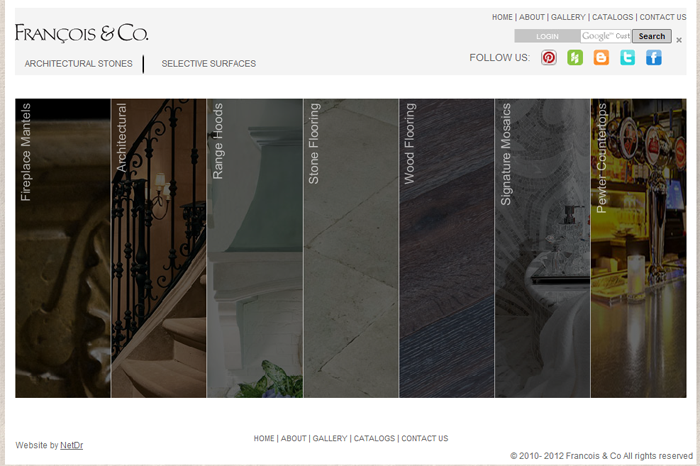 HOME | ABOUT | GALLERY | CATALOGS | CONTACT US
FRANÇOIS & CO.
LOGIN
Google™ Cust
Search
×
ARCHITECTURAL STONES
SELECTIVE SURFACES
FOLLOW US:
Fireplace Mantels
Architectural
Range Hoods
Stone Flooring
Wood Flooring
Signature Mosaics
Pewter Countertops
HOME | ABOUT | GALLERY | CATALOGS | CONTACT US
Website by NetDr
© 2010- 2012 Francois & Co All rights reserved